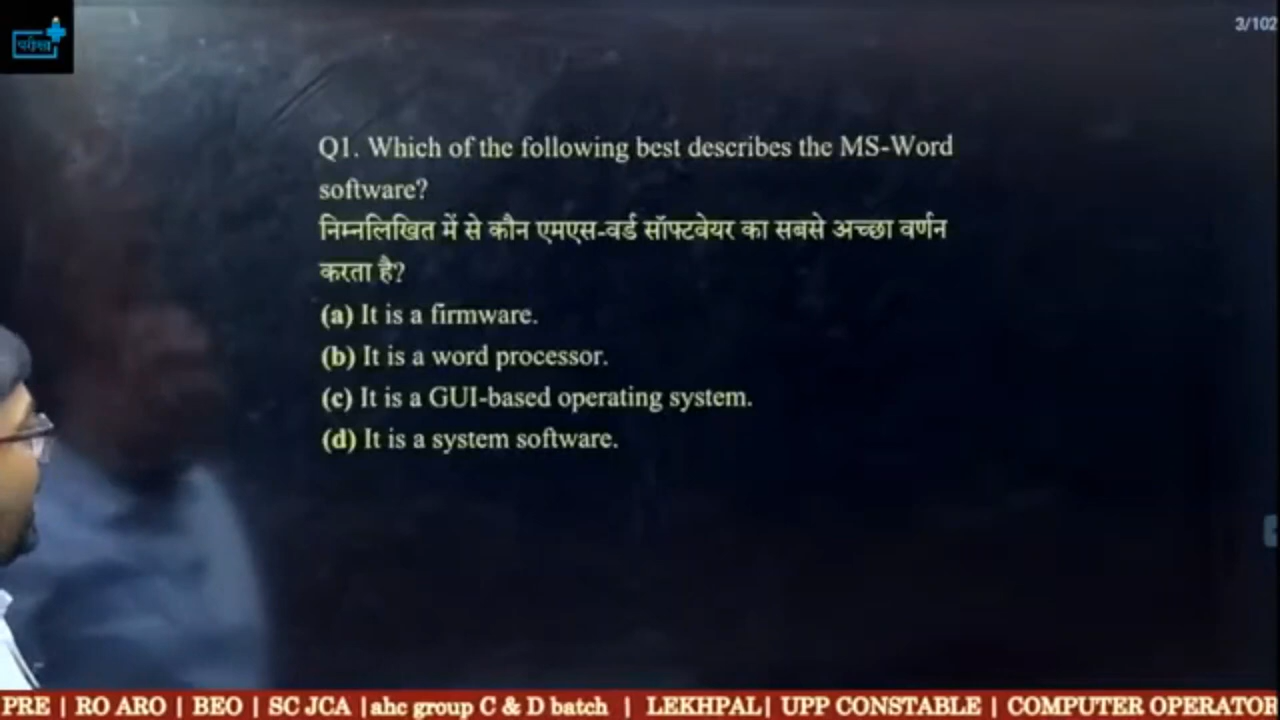 परीक्षा
3/102
Q1. Which of the following best describes the MS-Word
software?
निम्नलिखित में से कौन एमएस-वर्ड सॉफ्टवेयर का सबसे अच्छा वर्णन
करता है?
(a) It is a firmware.
(b) It is a word processor.
(c) It is a GUI-based operating system.
(d) It is a system software.
PRE | RO ARO | BEO | SC JCA |ahc group C & D batch | LEKHPAL| UPP CONSTABLE | COMPUTER OPERATOR